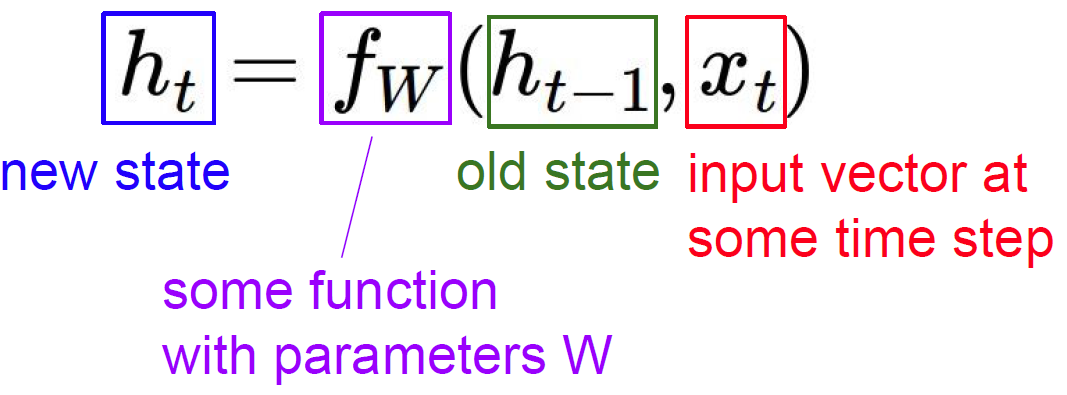 h_t = f_W(h_{t-1}, x_t)
new state
old state
input vector at
some time step
some function
with parameters W